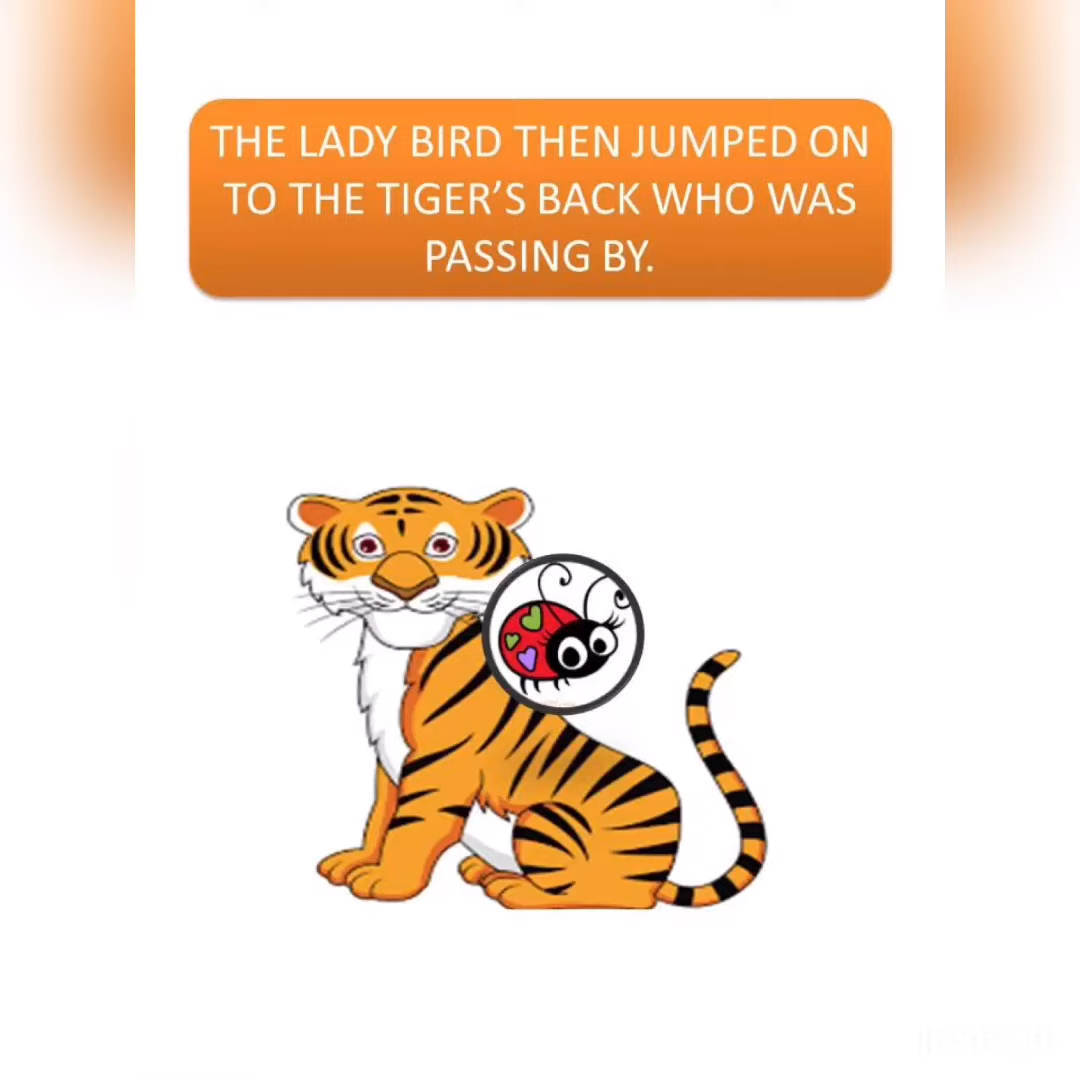 THE LADY BIRD THEN JUMPED ON
TO THE TIGER’S BACK WHO WAS
PASSING BY.